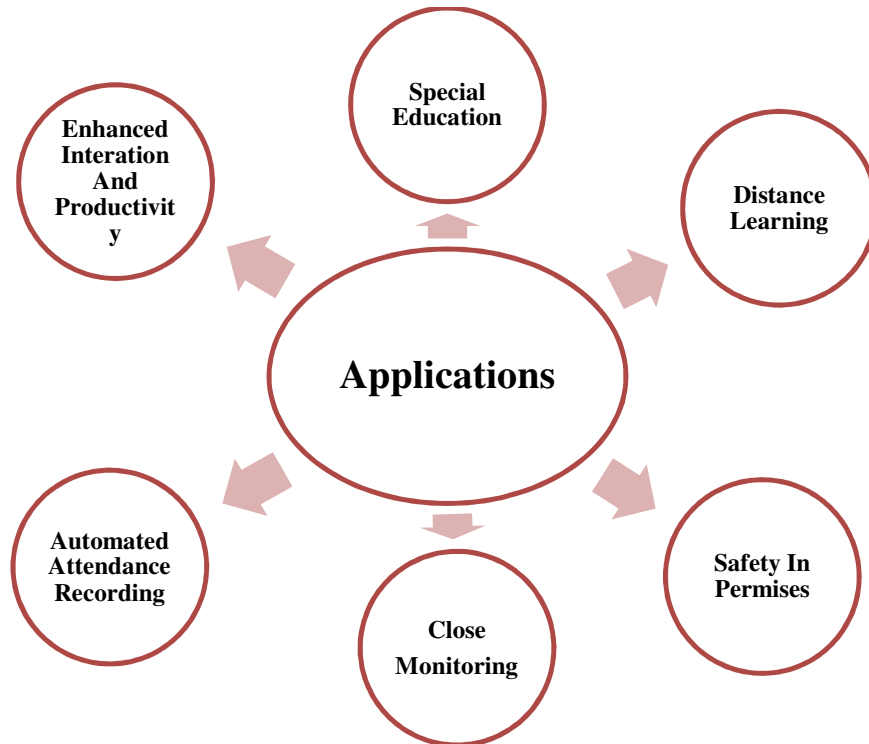 Special
Education
Enhanced
Interation
And
Productivit
y
Distance
Learning
Applications
Automated
Attendance
Recording
Safety In
Permises
Close
Monitoring